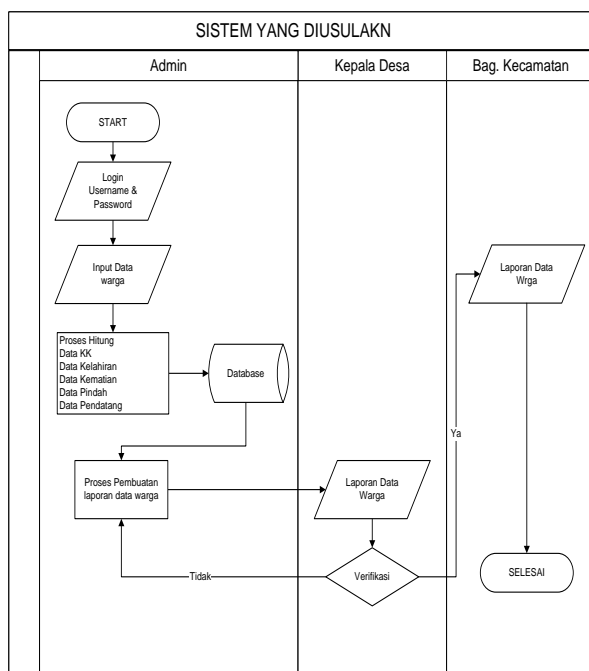 SISTEM YANG DIUSULAKN
Admin
Kepala Desa
Bag. Kecamatan
START
Login
Username &
Password
Input Data
warga
Proses Hitung
Data KK
Data Kelahiran
Data Kematian
Data Pindah
Data Pendatang
Database
Proses Pembuatan
laporan data warga
Laporan Data
Warga
Verifikasi
Tidak
Ya
Laporan Data
Wrga
SELESAI